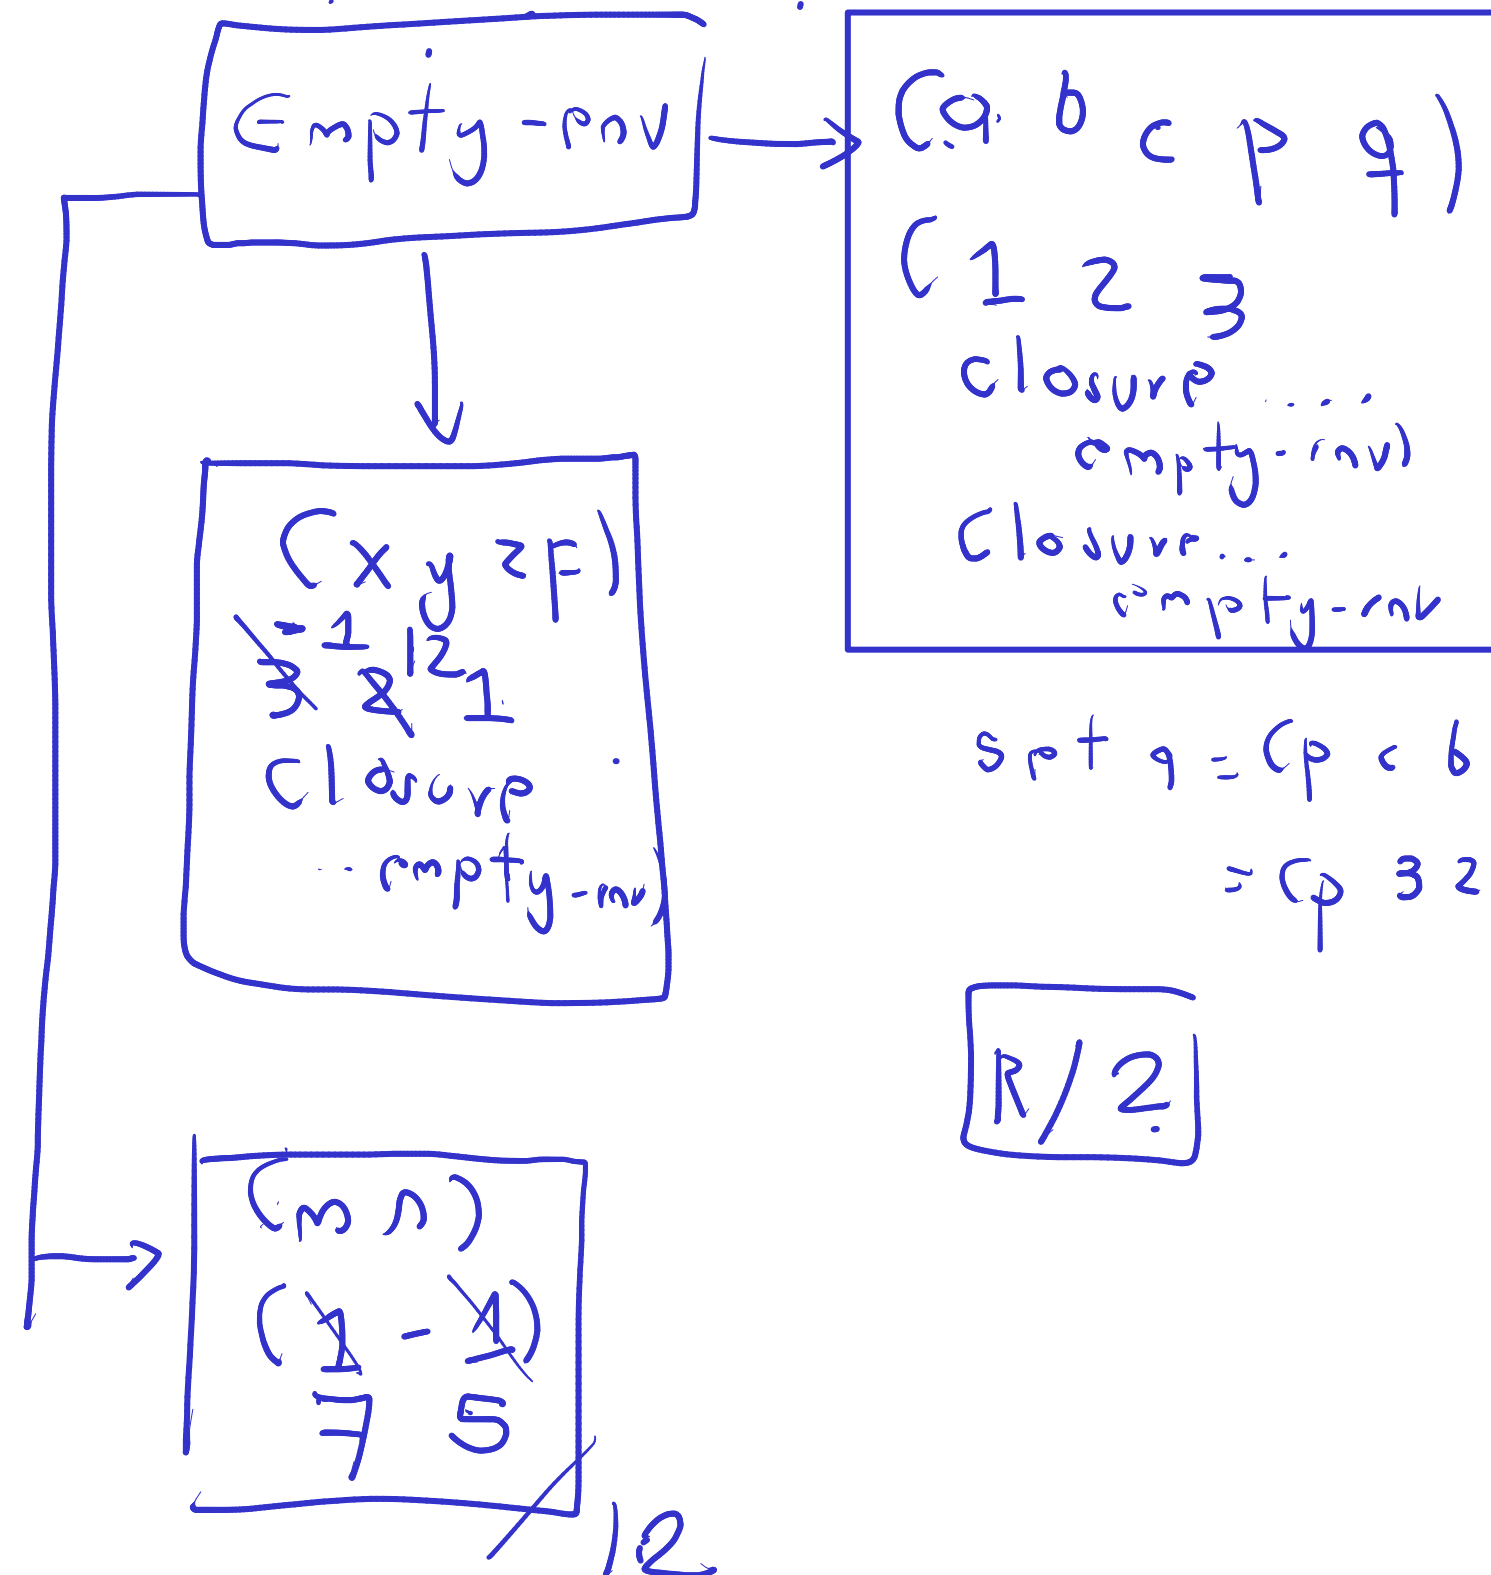 Empty-env
(a b c p q)
(1 2 3
closure ....
empty-env)
Closure...
empty-env
(x y z F)
-1 12
3 2 1
Closure
.. empty-env)
set q = (p c b
= (p 3 2
R/2
(m n)
(1 - 1)
7 5
12